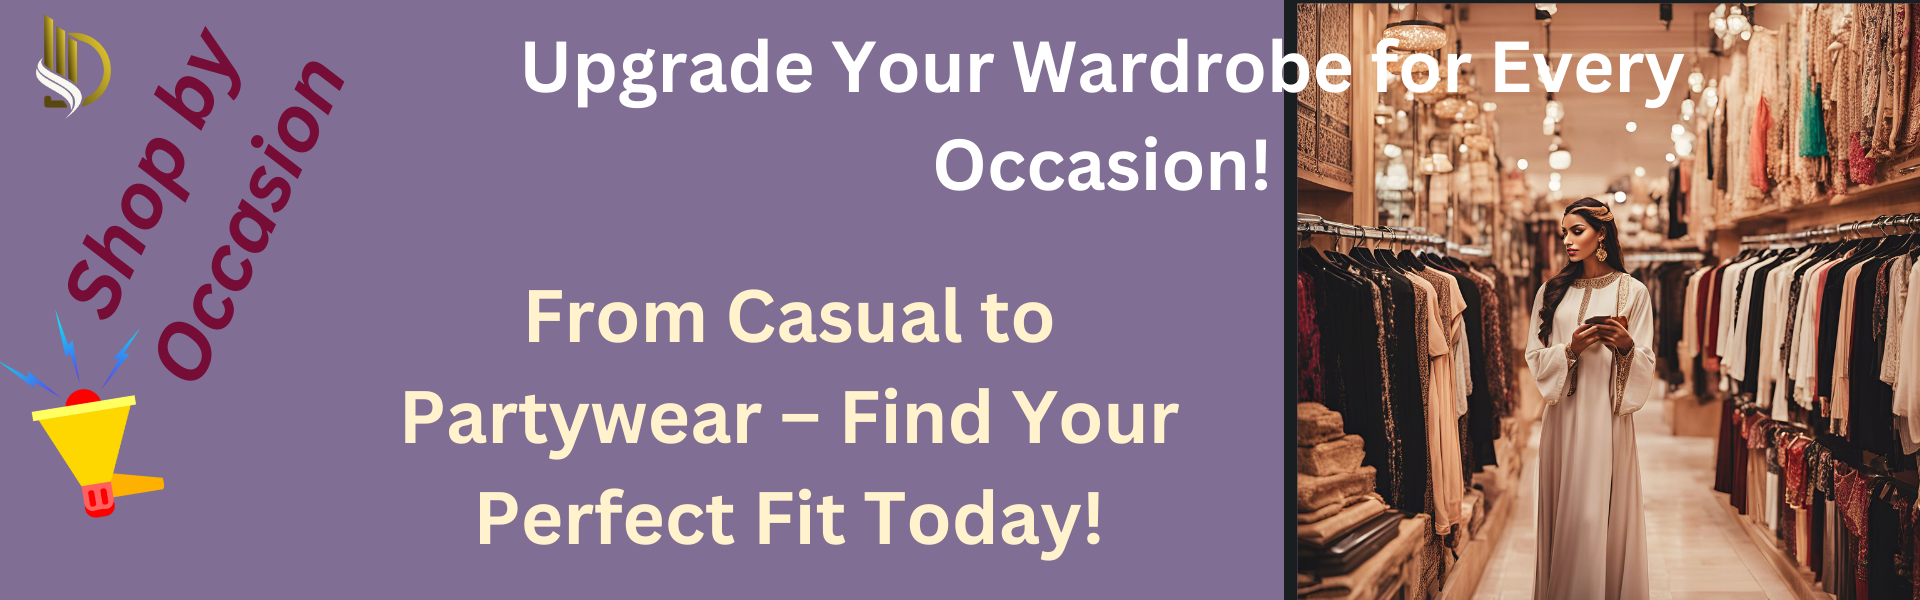 Shop by
Occasion
Upgrade Your Wardrobe for Every
Occasion!
From Casual to
Partywear – Find Your
Perfect Fit Today!